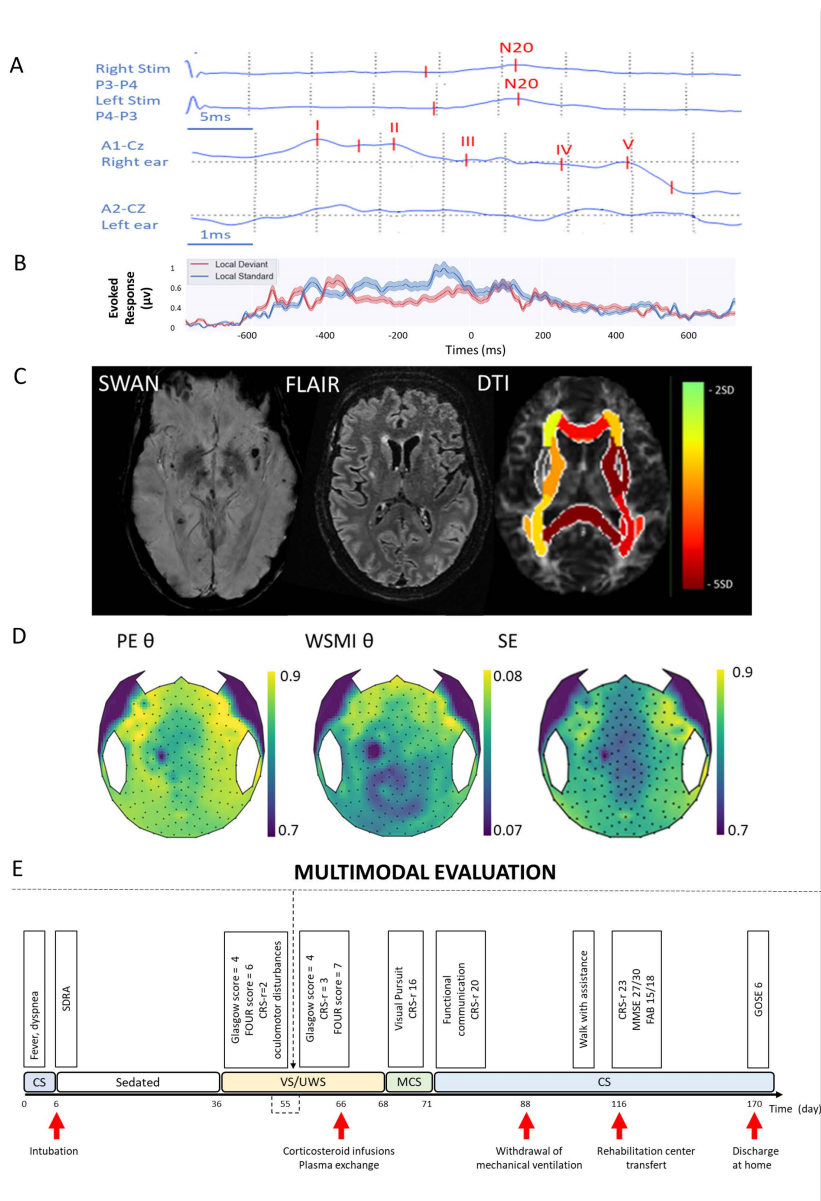 A
Right Stim
P3-P4
Left Stim
P4-P3
5ms
N20
N20
A1-Cz
Right ear
I
II
III
IV
V
A2-CZ
Left ear
1ms
B
Local Deviant
Local Standard
Evoked
Response
(μv)
1
0.8
0.4
0
-600
-400
-200
0
200
400
600
Times (ms)
C
SWAN
FLAIR
DTI
- 2SD
- 5SD
D
PE θ
WSMI θ
SE
0.9
0.7
0.08
0.07
0.9
0.7
E
MULTIMODAL EVALUATION
Fever, dyspnea
SDRA
Glasgow score = 4
FOUR score = 6
CRS-r=2
oculomotor disturbances
Glasgow score = 4
CRS-r = 3
FOUR score = 7
Visual Pursuit
CRS-r 16
Functional
communication
CRS-r 20
Walk with assistance
CRS-r 23
MMSE 27/30
FAB 15/18
GOSE 6
CS
Sedated
VS/UWS
MCS
CS
0 6 36 55 66 68 71 88 116 170 Time (day)
Intubation
Corticosteroid infusions
Plasma exchange
Withdrawal of
mechanical ventilation
Rehabilitation center
transfert
Discharge
at home